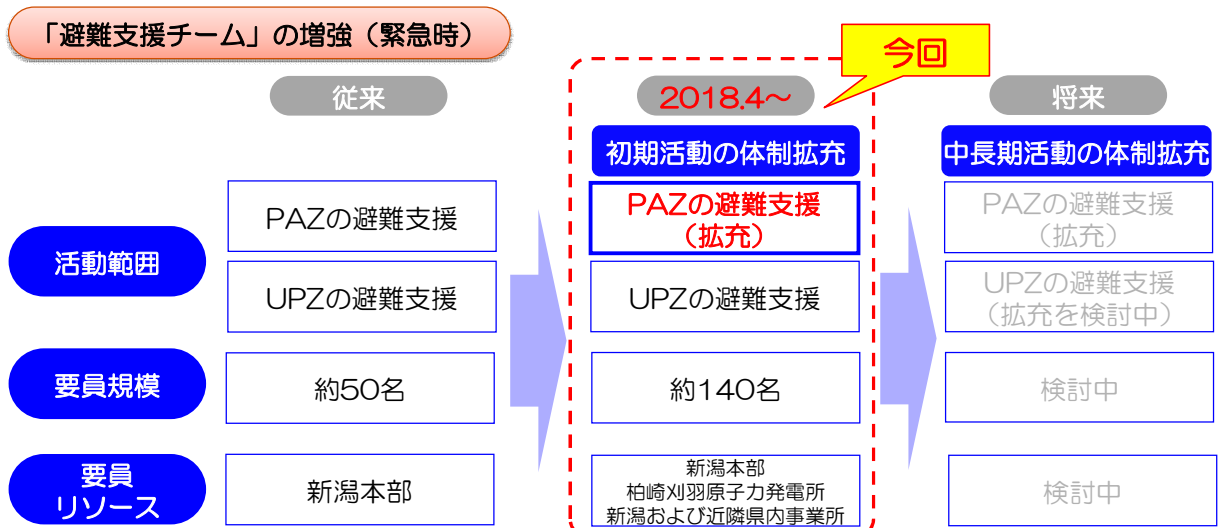 「避難支援チーム」の増強（緊急時）
今回
従来
2018.4～
将来
初期活動の体制拡充
中長期活動の体制拡充
活動範囲
PAZの避難支援
PAZの避難支援
（拡充）
PAZの避難支援
（拡充）
UPZの避難支援
UPZの避難支援
UPZの避難支援
（拡充を検討中）
要員規模
約50名
約140名
検討中
要員
リソース
新潟本部
新潟本部
柏崎刈羽原子力発電所
新潟および近隣県内事業所
検討中